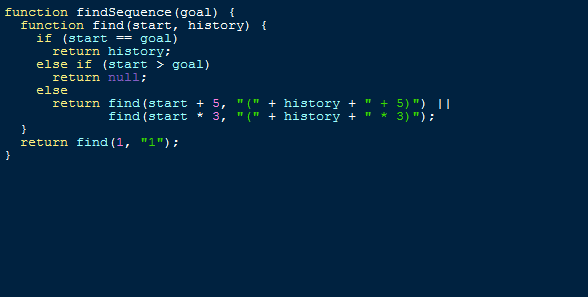 function findSequence(goal) {
  function find(start, history) {
    if (start == goal)
      return history;
    else if (start > goal)
      return null;
    else
      return find(start + 5, "(" + history + " + 5)") ||
             find(start * 3, "(" + history + " * 3)");
  }
  return find(1, "1");
}